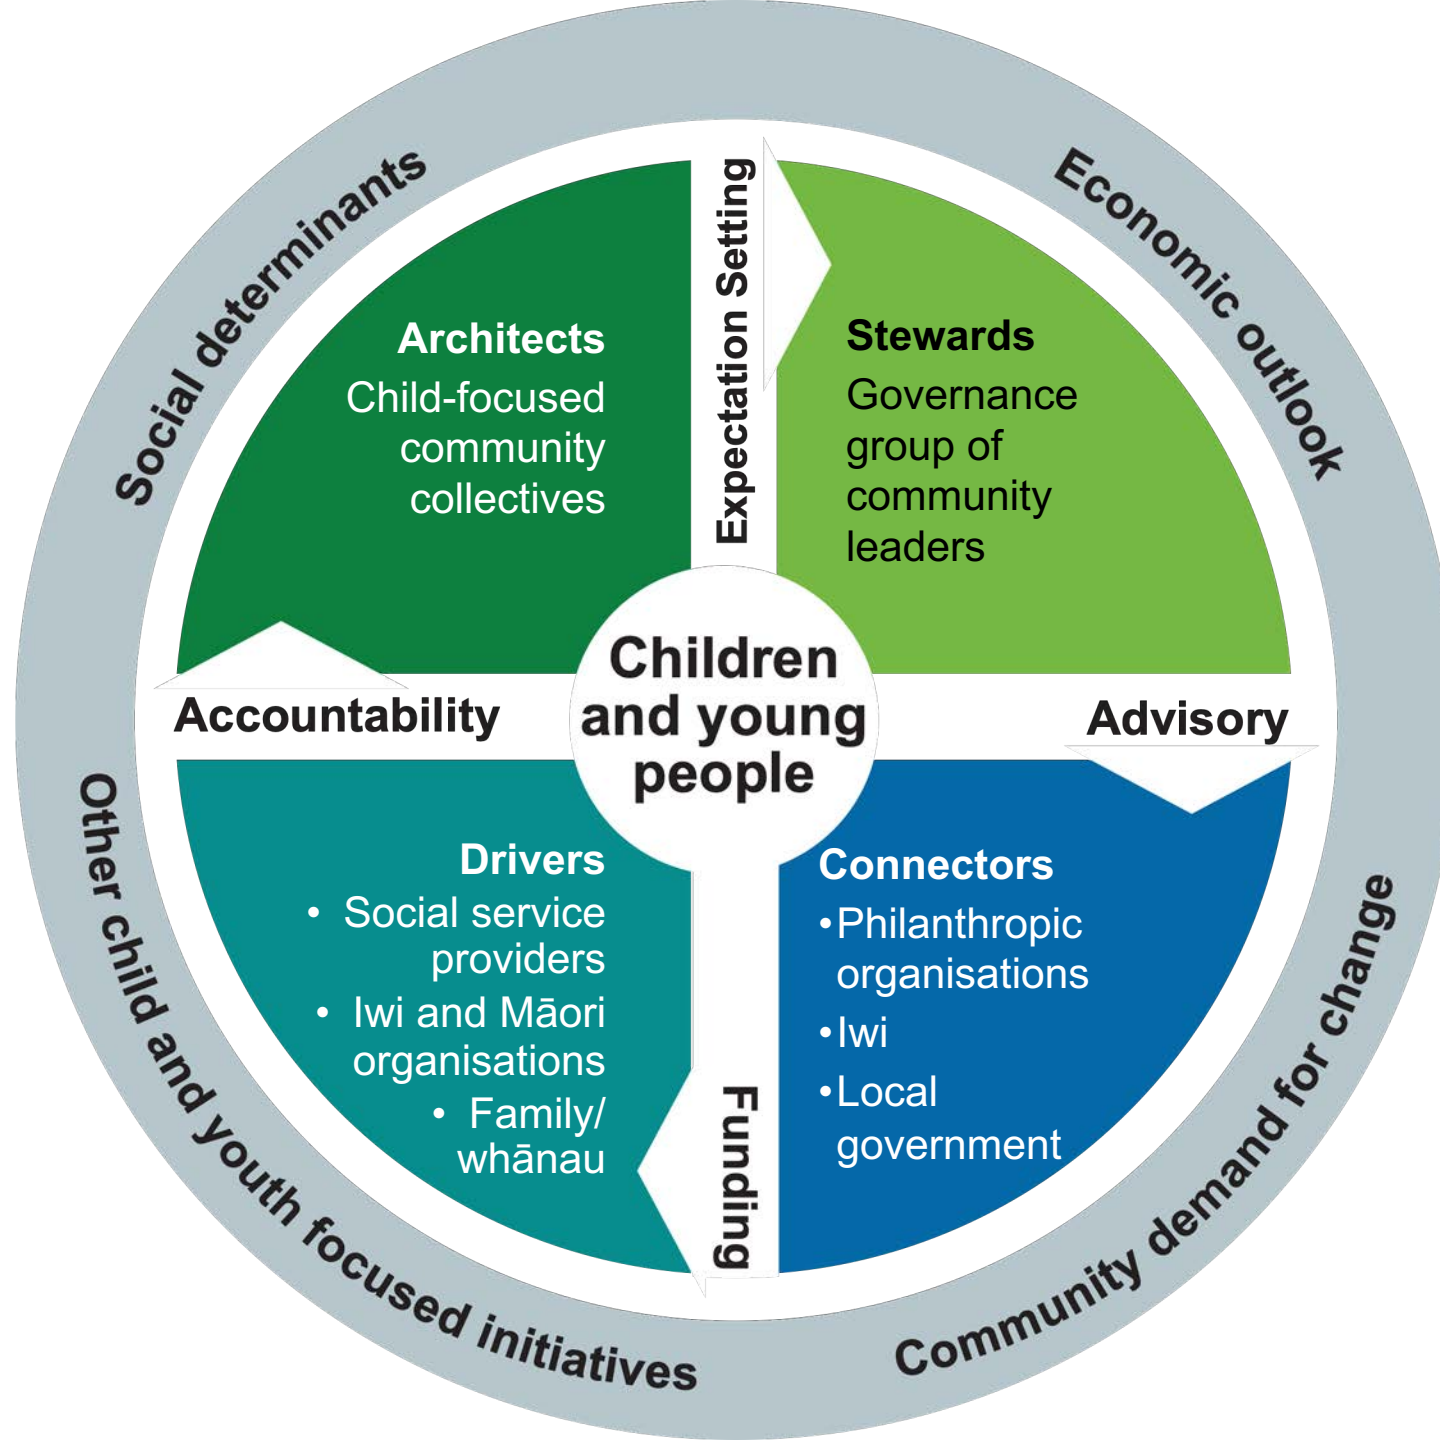 Social determinants
Economic outlook
Expectation Setting
Architects
Child-focused
community
collectives
Stewards
Governance
group of
community
leaders
Children
and young
people
Accountability
Advisory
Drivers
• Social service
providers
• Iwi and Māori
organisations
• Family/
whānau
Connectors
•Philanthropic
organisations
•Iwi
•Local
government
Funding
Other child and youth focused initiatives
Community demand for change